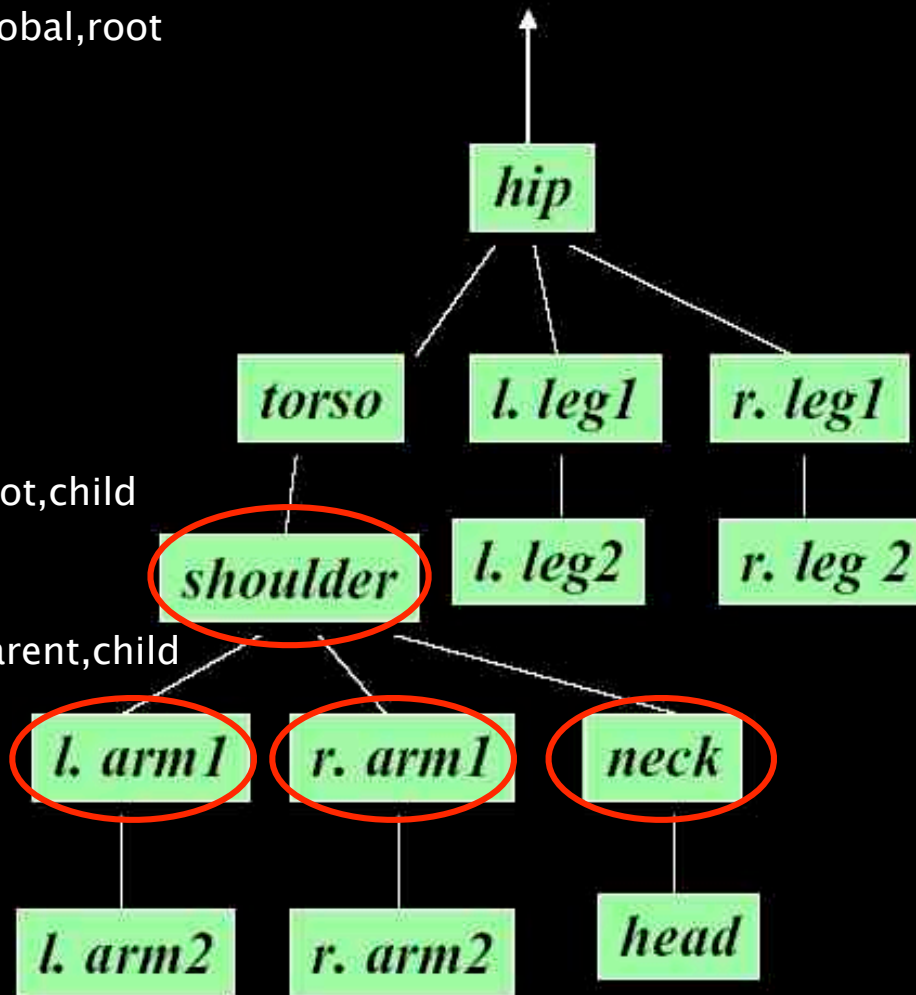 obal,root
hip
torso
l. leg1
r. leg1
ot,child
shoulder
l. leg2
r. leg 2
arent,child
l. arm1
r. arm1
neck
l. arm2
r. arm2
head